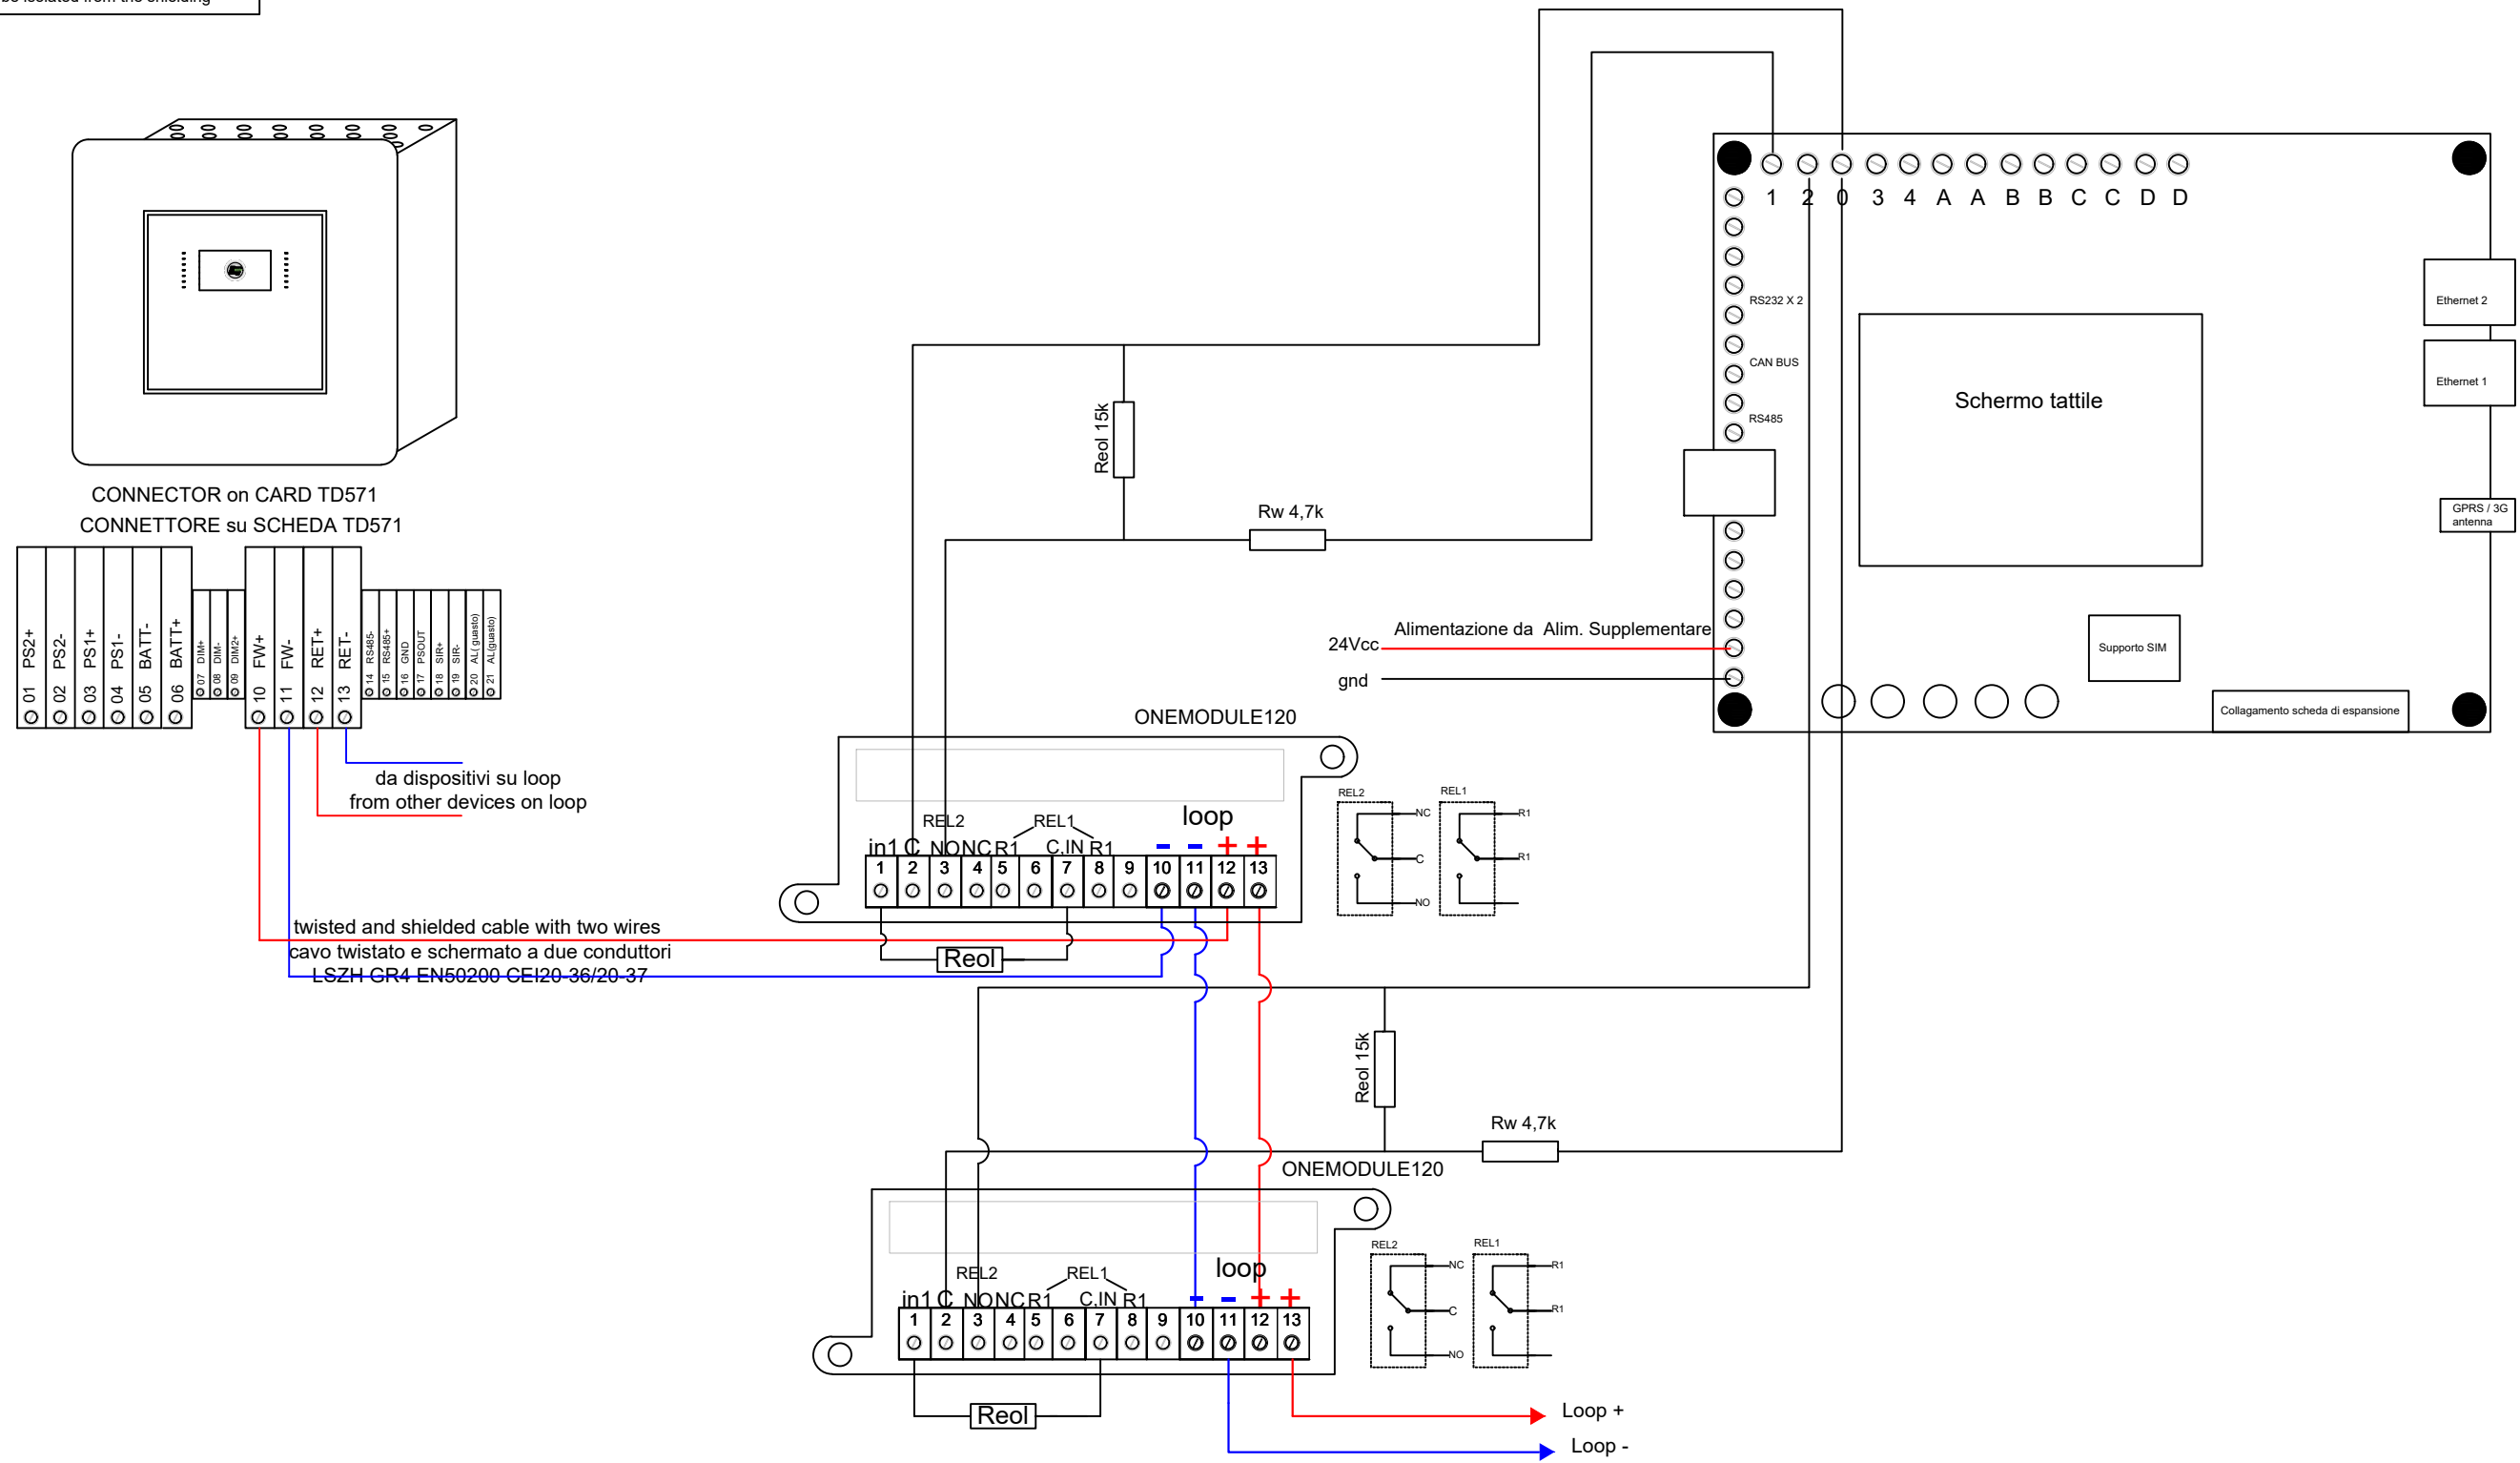 be isolated from the shielding
CONNECTOR on CARD TD571
CONNETTORE su SCHEDA TD571
01 PS2+
02 PS2-
03 PS1+
04 PS1-
05 BATT-
06 BATT+
07 DIM+
08 DIM-
09 DIM2+
10 FW+
11 FW-
12 RET+
13 RET-
14 RS485-
15 RS485+
16 GND
17 PSOUT
18 SIR+
19 SIR-
20 AL( guasto)
21 AL(guasto)
da dispositivi su loop
from other devices on loop
twisted and shielded cable with two wires
cavo twistato e schermato a due conduttori
LSZH GR4 EN50200 CEI20-36/20-37
Reol 15k
Rw 4,7k
1 2 0 3 4 A A B B C C D D
RS232 X 2
CAN BUS
RS485
Schermo tattile
Ethernet 2
Ethernet 1
GPRS / 3G
antenna
Supporto SIM
Collagamento scheda di espansione
Alimentazione da Alim. Supplementare
24Vcc
gnd
ONEMODULE120
REL2 REL1 loop
in1 C NO NC R1 C,IN R1 - - + +
1 2 3 4 5 6 7 8 9 10 11 12 13
Reol
REL2
NC
C
NO
REL1
R1
R1
Reol 15k
Rw 4,7k
ONEMODULE120
REL2 REL1 loop
in1 C NO NC R1 C,IN R1 - - + +
1 2 3 4 5 6 7 8 9 10 11 12 13
Reol
REL2
NC
C
NO
REL1
R1
R1
Loop +
Loop -